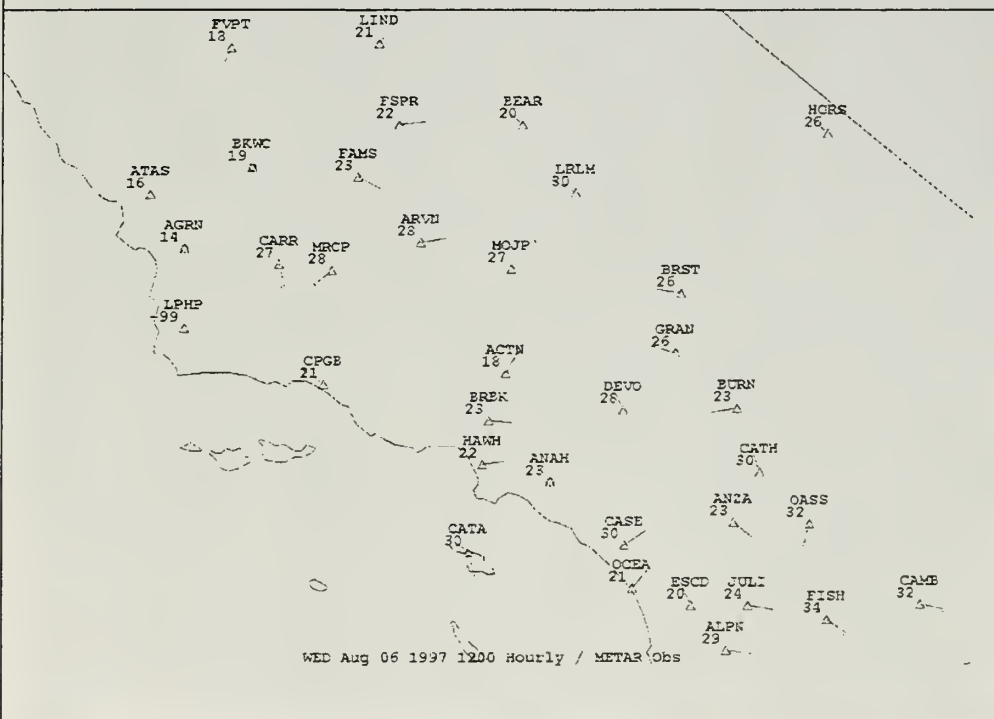 FVPT
18
LIND
21
FSPR
22
BEAR
20
HCRS
26
BKWC
19
FAMS
23
LRLM
30
ATAS
16
AGRN
14
CARR
27
MRCP
28
ARVN
23
MOJP
27
BRST
26
LPHP
-99
GRAN
26
ACTN
18
CPGB
21
DEVO
28
BURN
23
BRBK
23
HAWH
22
ANAH
23
CATH
30
ANZA
23
OASS
32
CATA
30
CASE
30
OCEA
21
ESCD
20
JULI
24
FISH
34
CAMB
32
ALPN
29
WED Aug 06 1997 1200 Hourly / METAR Obs